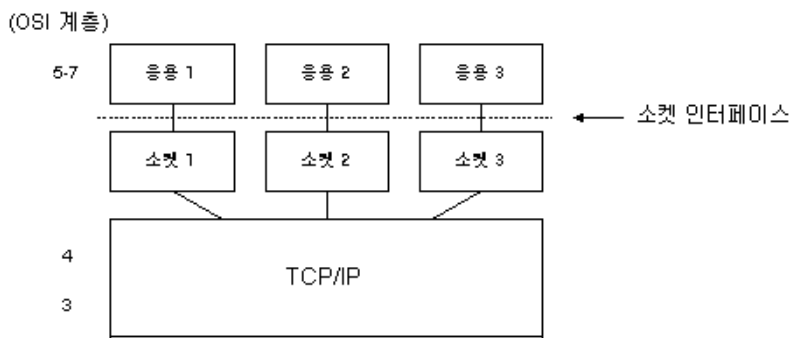 (OSI 계층)
5-7
응용 1
응용 2
응용 3
소켓 인터페이스
소켓 1
소켓 2
소켓 3
4
TCP/IP
3